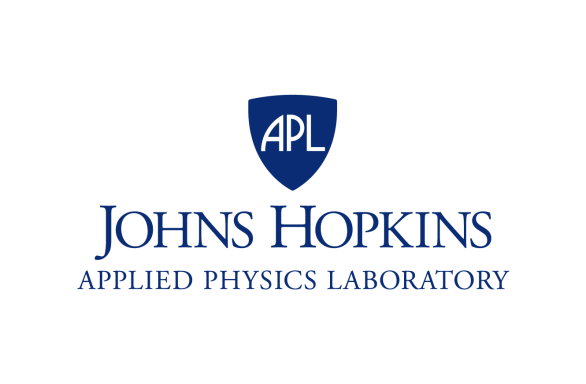 APL
JOHNS HOPKINS
APPLIED PHYSICS LABORATORY